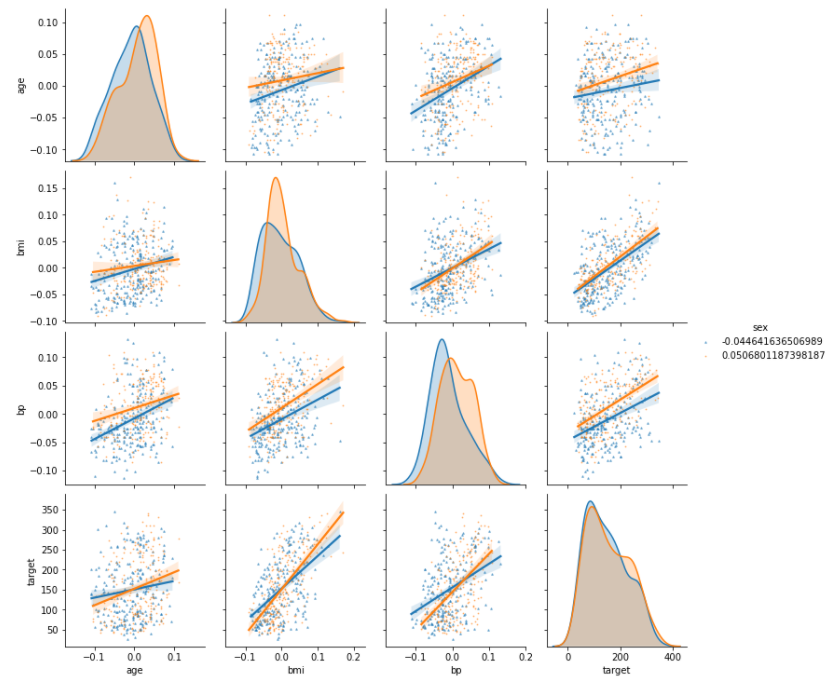 0.10
0.05
0.00
−0.05
−0.10
age
0.15
0.10
0.05
0.00
−0.05
−0.10
bmi
sex
-0.044641636506989
0.0506801187398187
0.10
0.05
0.00
−0.05
−0.10
bp
350
300
250
200
150
100
50
target
−0.1 0.0 0.1
age
0.0 0.1 0.2
bmi
−0.1 0.0 0.1 0.2
bp
0 200 400
target